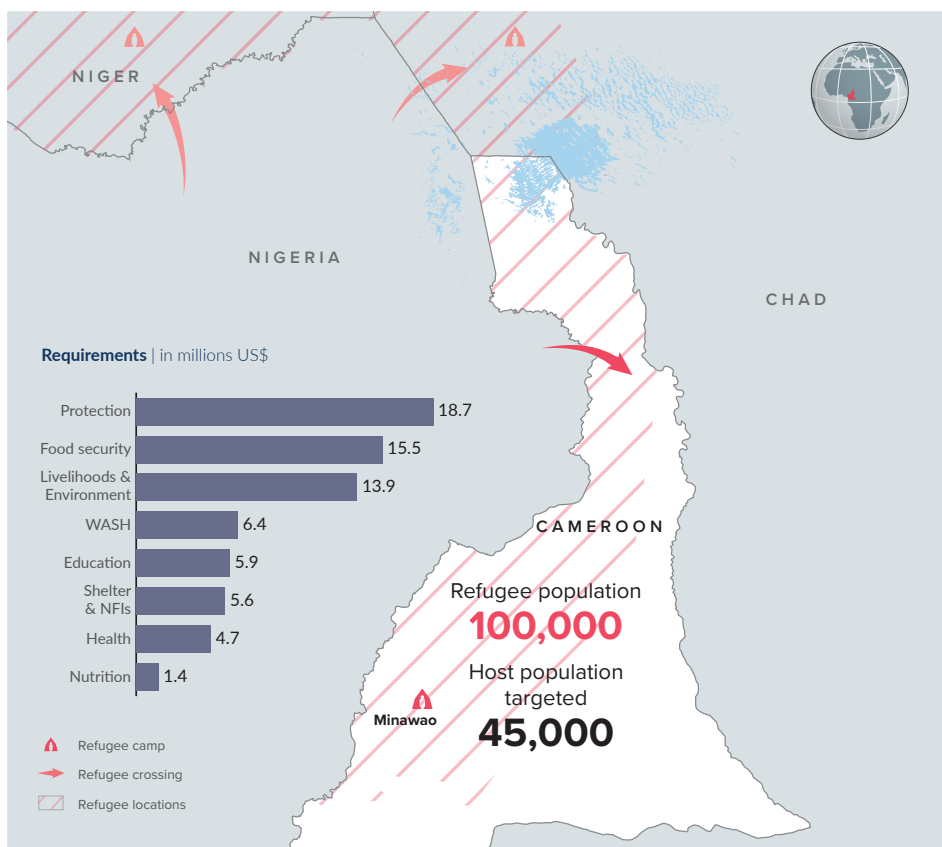 NIGER
NIGERIA
CHAD
Requirements | in millions US$
Protection 18.7
Food security 15.5
Livelihoods &
Environment 13.9
WASH 6.4
Education 5.9
Shelter
& NFIs 5.6
Health 4.7
Nutrition 1.4
CAMEROON
Refugee population
100,000
Host population
targeted
45,000
Minawao
Refugee camp
Refugee crossing
Refugee locations